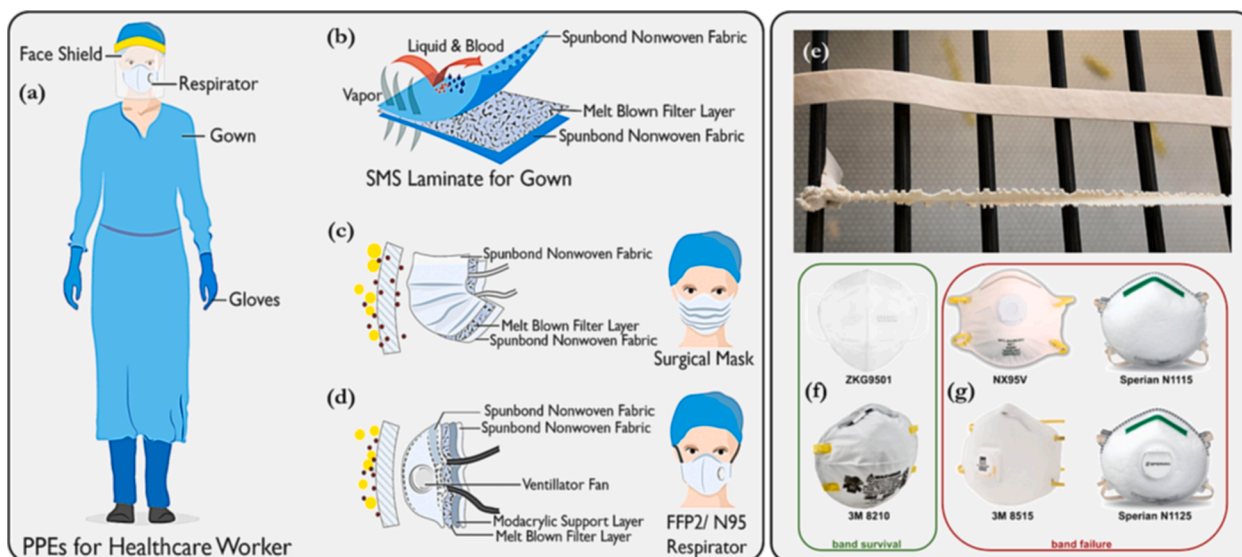 (a)
Face Shield
Respirator
Gown
Gloves
PPEs for Healthcare Worker
(b)
Liquid & Blood
Vapor
Spunbond Nonwoven Fabric
Melt Blown Filter Layer
Spunbond Nonwoven Fabric
SMS Laminate for Gown
(c)
Spunbond Nonwoven Fabric
Melt Blown Filter Layer
Spunbond Nonwoven Fabric
Surgical Mask
(d)
Spunbond Nonwoven Fabric
Spunbond Nonwoven Fabric
Ventillator Fan
Modacrylic Support Layer
Melt Blown Filter Layer
FFP2/ N95
Respirator
(e)
ZKG9501
(f)
3M 8210
band survival
NX95V
Sperian N1115
(g)
3M 8515
Sperian N1125
band failure